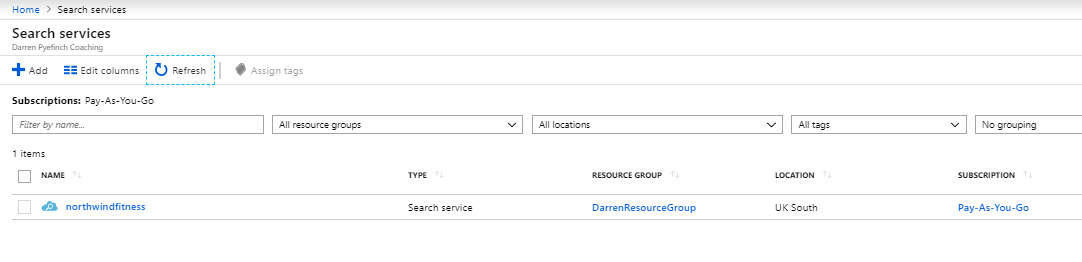 Home > Search services
Search services
Darren Pyefinch Coaching
Add Edit columns Refresh Assign tags
Subscriptions: Pay-As-You-Go
Filter by name... All resource groups All locations All tags No grouping
1 items
NAME TYPE RESOURCE GROUP LOCATION SUBSCRIPTION
northwindfitness Search service DarrenResourceGroup UK South Pay-As-You-Go